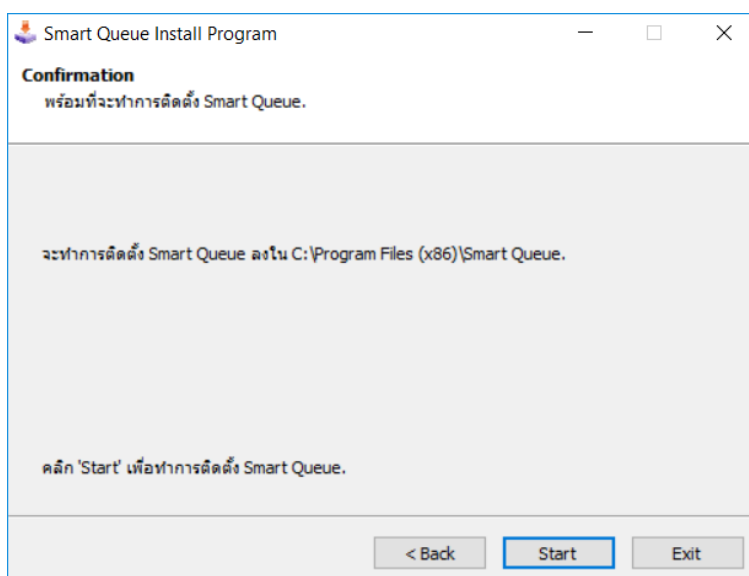 Smart Queue Install Program
Confirmation
พร้อมที่จะทำการติดตั้ง Smart Queue.
จะทำการติดตั้ง Smart Queue ลงใน C:\Program Files (x86)\Smart Queue.
คลิก 'Start' เพื่อทำการติดตั้ง Smart Queue.
< Back Start Exit